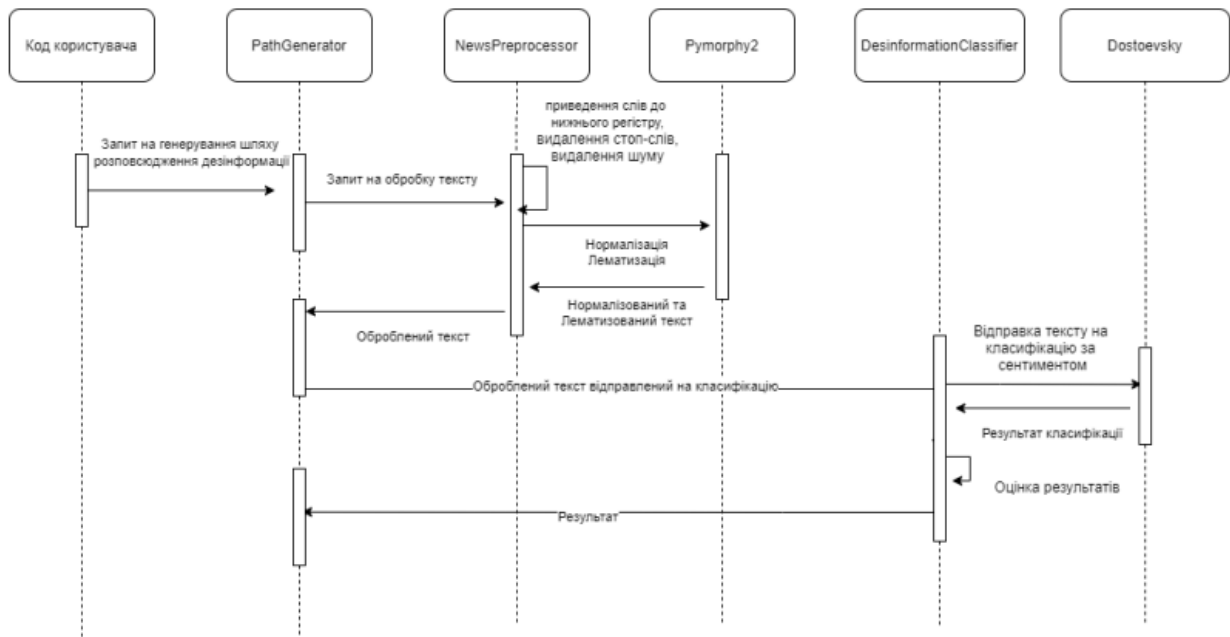 Код користувача
PathGenerator
NewsPreprocessor
Pymorphy2
DesinformationClassifier
Dostoevsky
приведення слів до
нижнього регістру,
видалення стоп-слів,
видалення шуму
Запит на генерування шляху
розповсюдження дезінформації
Запит на обробку тексту
Нормалізація
Лематизація
Нормалізований та
Лематизований текст
Оброблений текст
Відправка тексту на
класифікацію за
сентиментом
Оброблений текст відправлений на класифікацію
Результат класифікації
Оцінка результатів
Результат